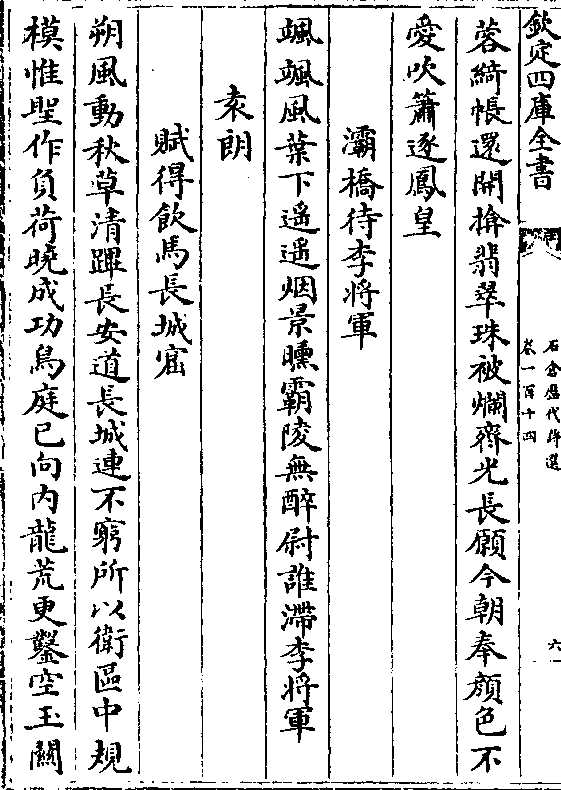 欽定四庫全書
石倉歷代詩選
卷一百十四
六
蓉綺帳還開揜翡翠珠被爛齊光長願今朝奉顔色不
愛吹簫逐鳳皇
灞橋待李將軍
颯颯風葉下遥遥烟景曛霸陵無醉尉誰滯李將軍
袁朗
賦得飲馬長城窟
朔風動秋草清蹕長安道長城連不窮所以衛區中規
模惟聖作負荷曉成功鳥庭已向内龍荒更鑿空玉關